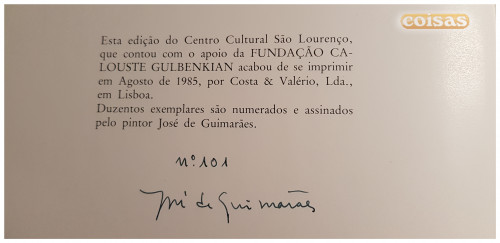 coisas
Esta edição do Centro Cultural São Lourenço,
que contou com o apoio da FUNDAÇÃO CA-
LOUSTE GULBENKIAN acabou de se imprimir
em Agosto de 1985, por Costa & Valério, Lda.,
em Lisboa.
Duzentos exemplares são numerados e assinados
pelo pintor José de Guimarães.
nº. 101
José de Guimarães